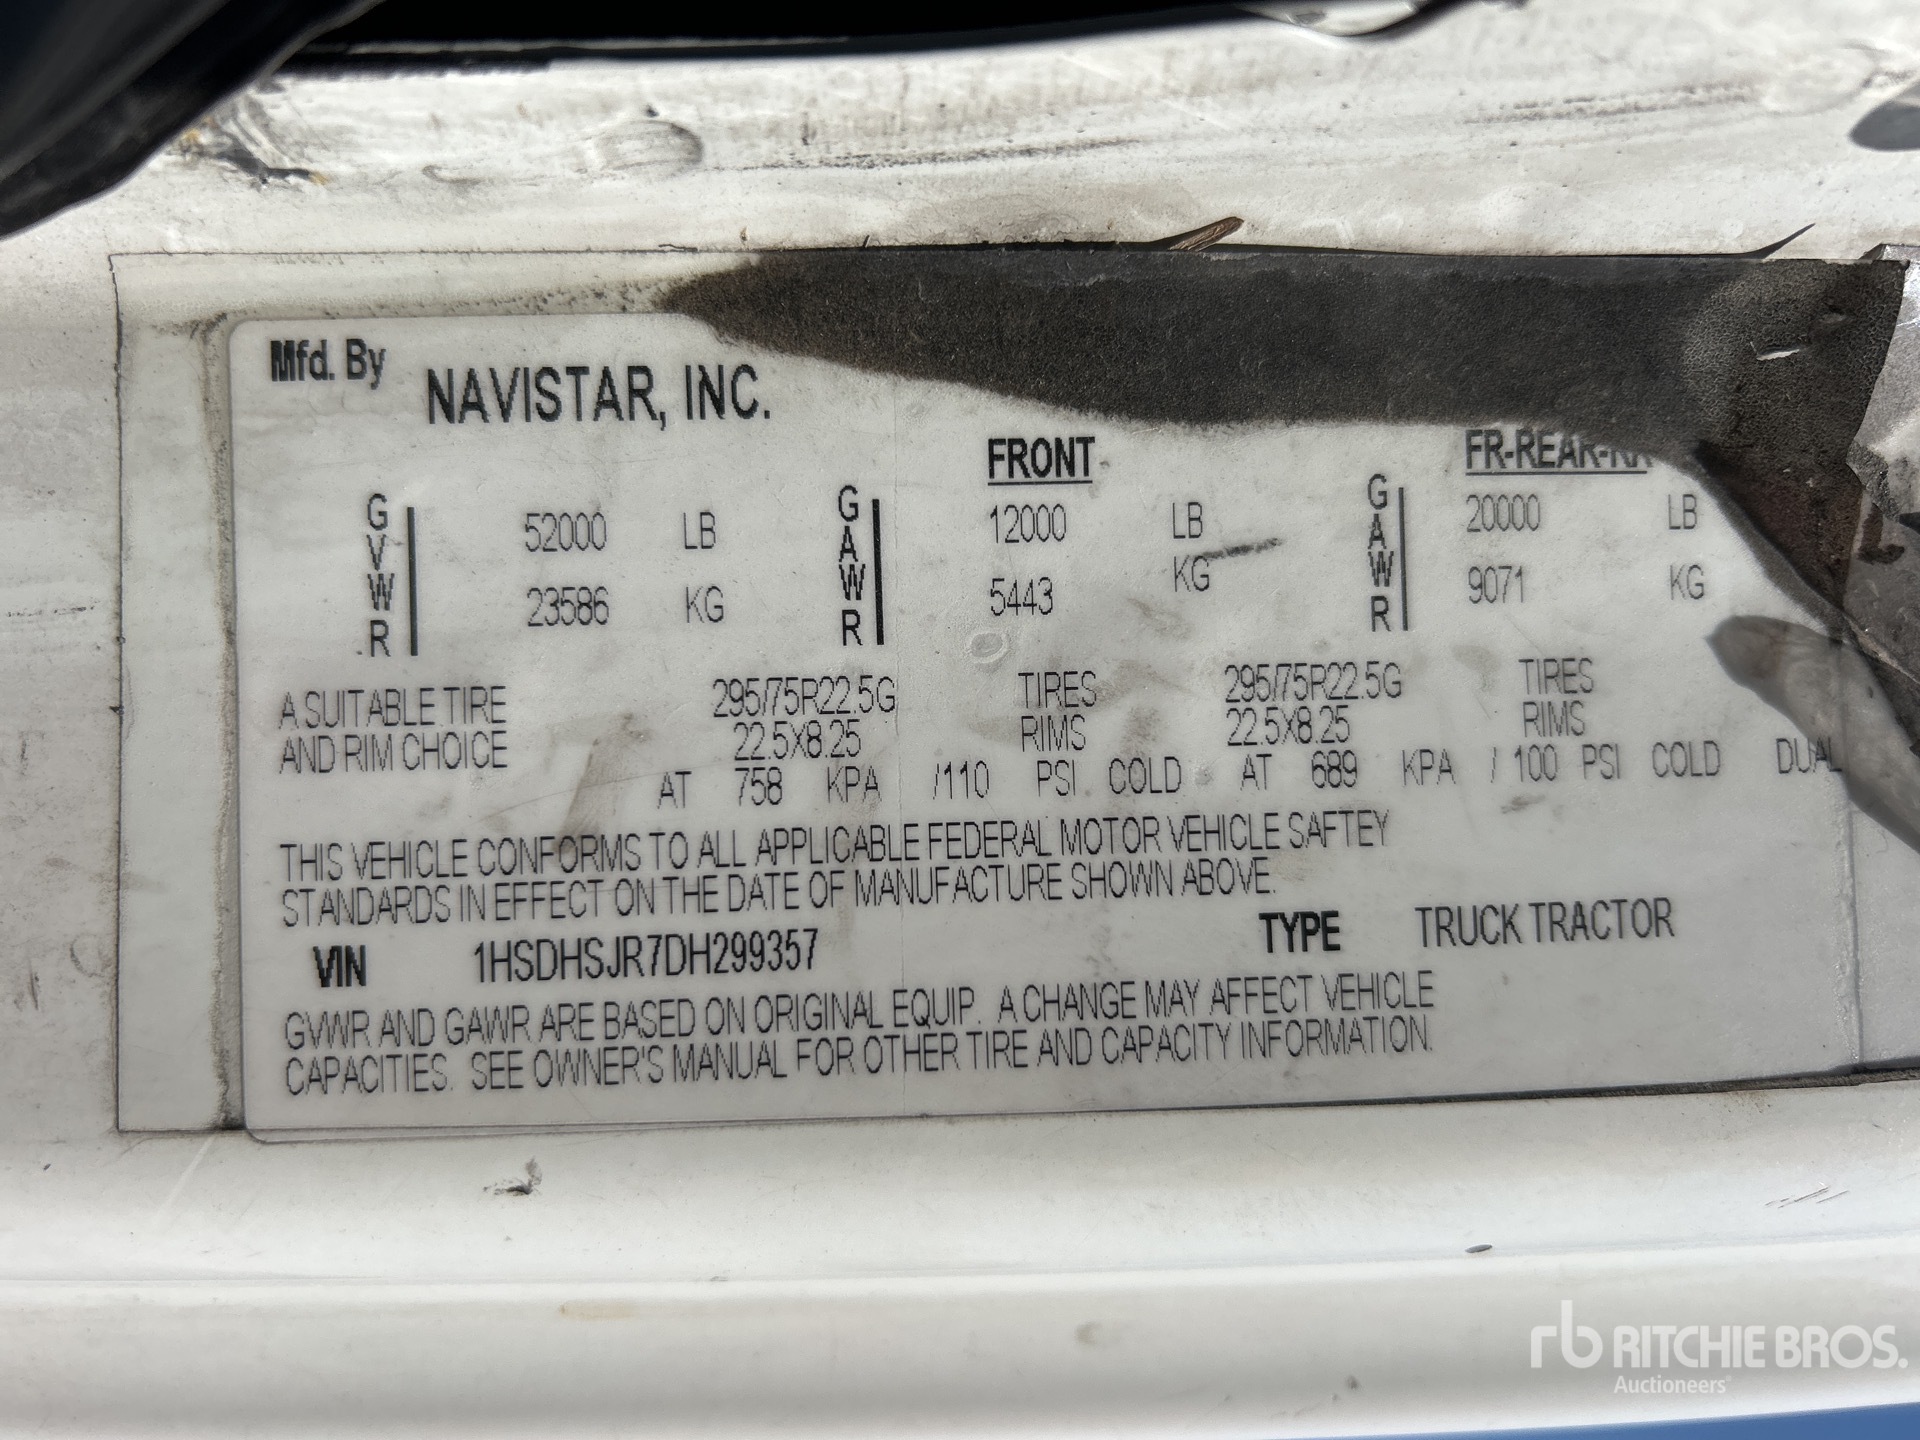 Mfd. By NAVISTAR, INC.
FRONT FR-REAR-RR
GVWR 52000 LB GAWR 12000 LB GAWR 20000 LB
23586 KG 5443 KG 9071 KG
A SUITABLE TIRE 295/75R22.5G TIRES 295/75R22.5G TIRES
AND RIM CHOICE 22.5X8.25 RIMS 22.5X8.25 RIMS
AT 758 KPA /110 PSI COLD AT 689 KPA / 100 PSI COLD DUAL
THIS VEHICLE CONFORMS TO ALL APPLICABLE FEDERAL MOTOR VEHICLE SAFTEY
STANDARDS IN EFFECT ON THE DATE OF MANUFACTURE SHOWN ABOVE.
VIN 1HSDHSJR7DH299357 TYPE TRUCK TRACTOR
GVWR AND GAWR ARE BASED ON ORIGINAL EQUIP. A CHANGE MAY AFFECT VEHICLE
CAPACITIES. SEE OWNER'S MANUAL FOR OTHER TIRE AND CAPACITY INFORMATION.
rb RITCHIE BROS.
Auctioneers